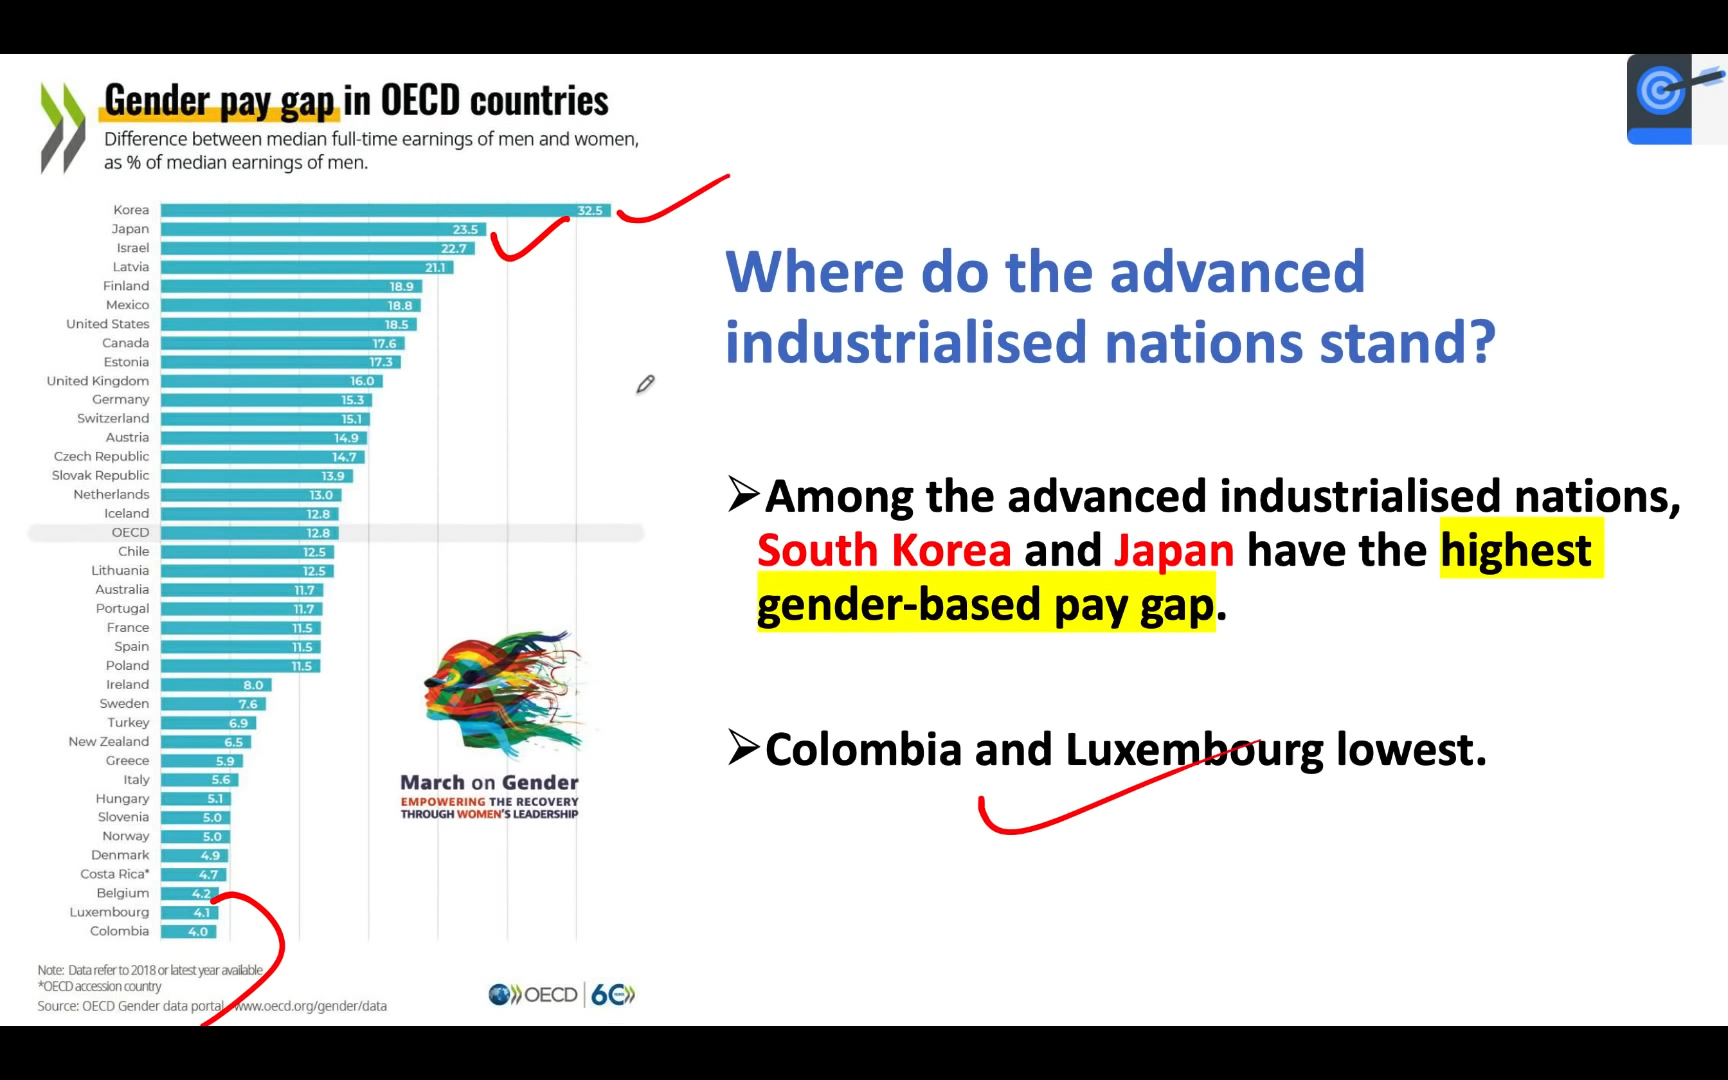 Gender pay gap in OECD countries
Difference between median full-time earnings of men and women,
as % of median earnings of men.
Korea 32.5
Japan 23.5
Israel 22.7
Latvia 21.1
Finland 18.9
Mexico 18.8
United States 18.5
Canada 17.6
Estonia 17.3
United Kingdom 16.0
Germany 15.3
Switzerland 15.1
Austria 14.9
Czech Republic 14.7
Slovak Republic 13.9
Netherlands 13.0
Iceland 12.8
OECD 12.8
Chile 12.5
Lithuania 12.5
Australia 11.7
Portugal 11.7
France 11.5
Spain 11.5
Poland 11.5
Ireland 8.0
Sweden 7.6
Turkey 6.9
New Zealand 6.5
Greece 5.9
Italy 5.6
Hungary 5.1
Slovenia 5.0
Norway 5.0
Denmark 4.9
Costa Rica* 4.7
Belgium 4.2
Luxembourg 4.1
Colombia 4.0
March on Gender
EMPOWERING THE RECOVERY
THROUGH WOMEN'S LEADERSHIP
Note: Data refer to 2018 or latest year available
*OECD accession country
Source: OECD Gender data portal www.oecd.org/gender/data
OECD 60
Where do the advanced
industrialised nations stand?
Among the advanced industrialised nations,
South Korea and Japan have the highest
gender-based pay gap.
Colombia and Luxembourg lowest.